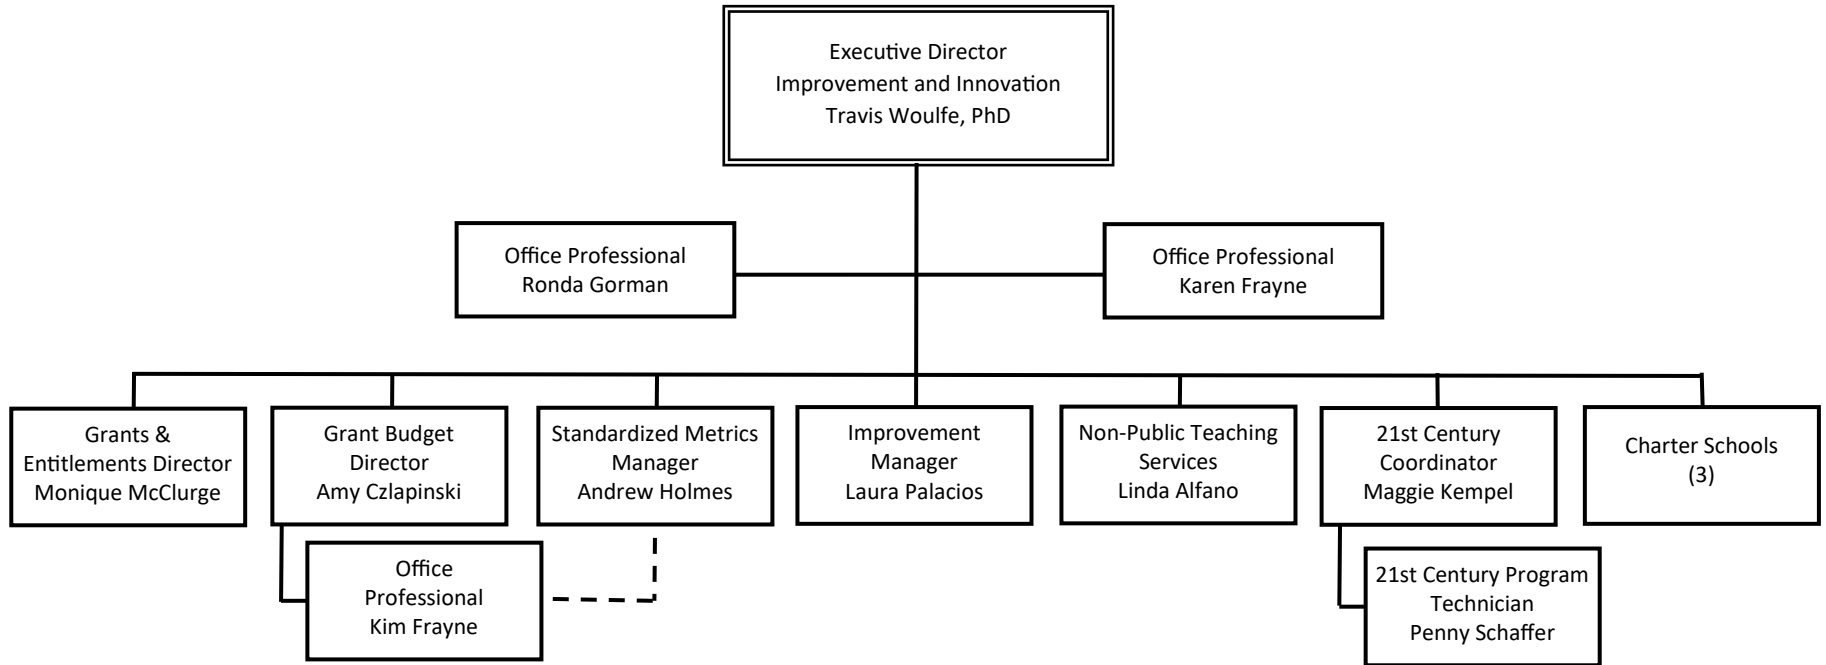 Executive Director
Improvement and Innovation
Travis Woulfe, PhD
Office Professional
Ronda Gorman
Office Professional
Karen Frayne
Grants &
Entitlements Director
Monique McClurge
Grant Budget
Director
Amy Czlapinski
Standardized Metrics
Manager
Andrew Holmes
Improvement
Manager
Laura Palacios
Non-Public Teaching
Services
Linda Alfano
21st Century
Coordinator
Maggie Kempel
Charter Schools
(3)
Office
Professional
Kim Frayne
21st Century Program
Technician
Penny Schaffer